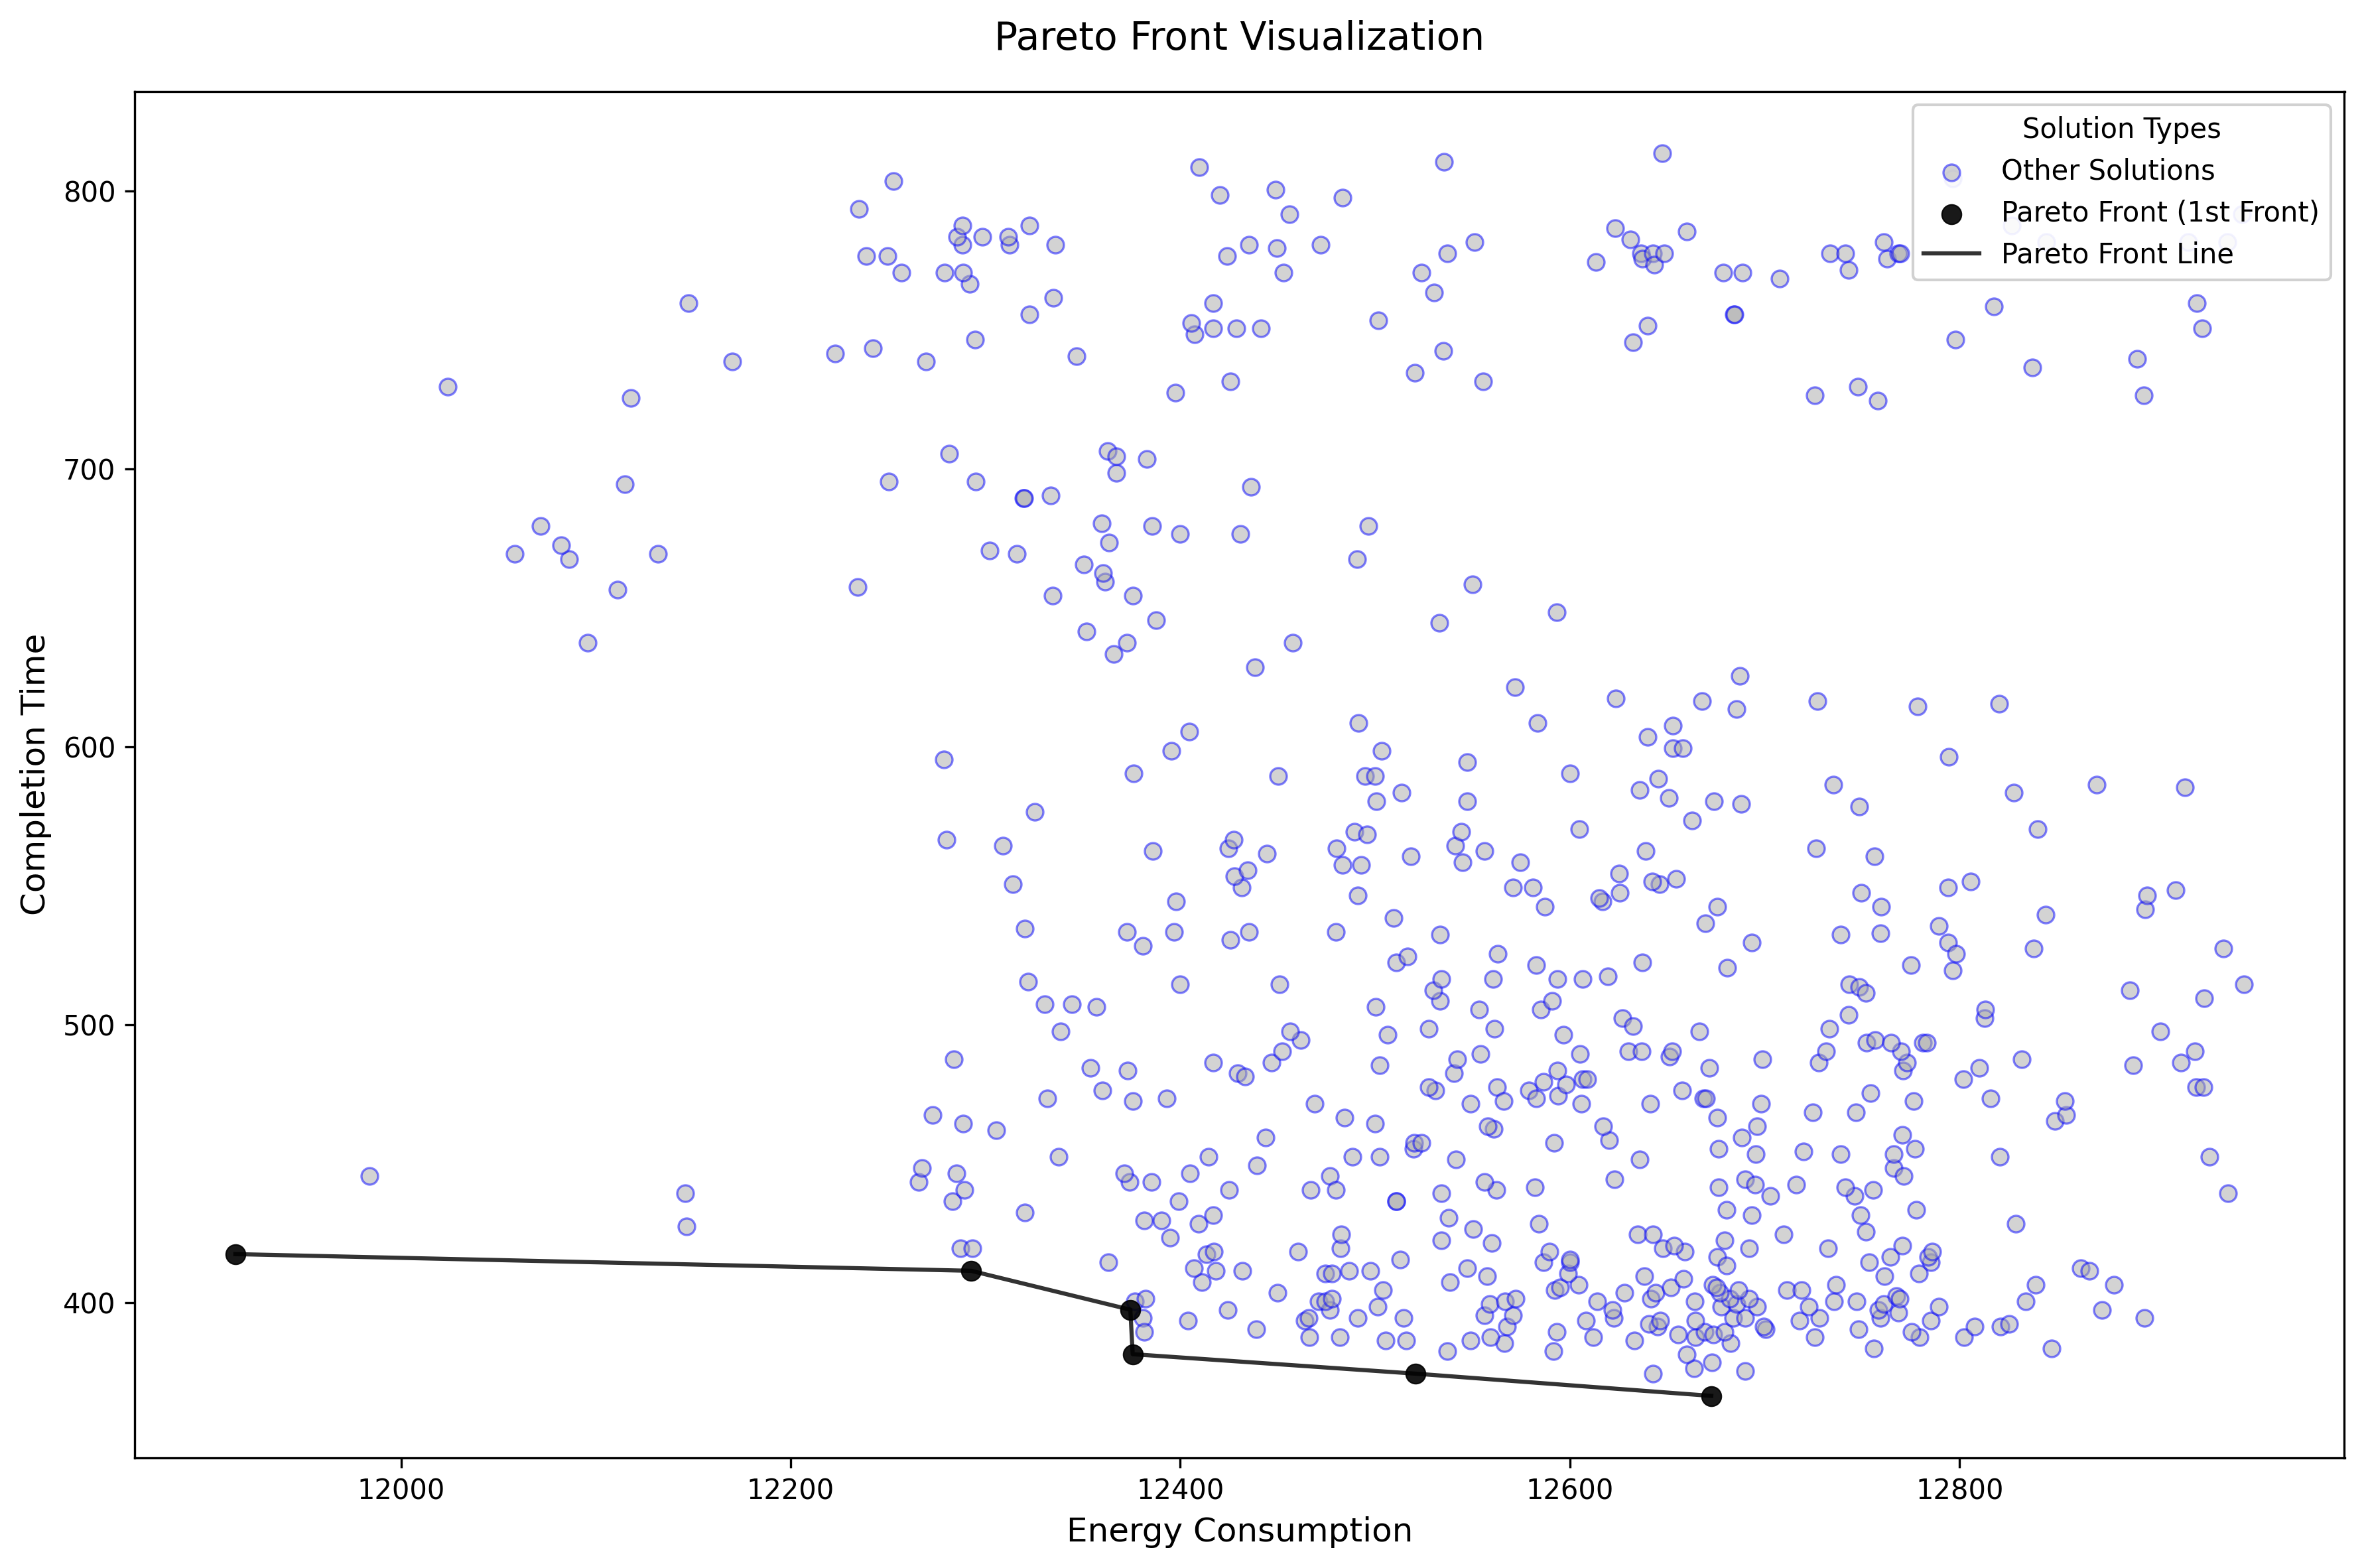 Pareto Front Visualization
Solution Types
Other Solutions
Pareto Front (1st Front)
Pareto Front Line
800
700
600
500
400
Completion Time
12000 12200 12400 12600 12800
Energy Consumption